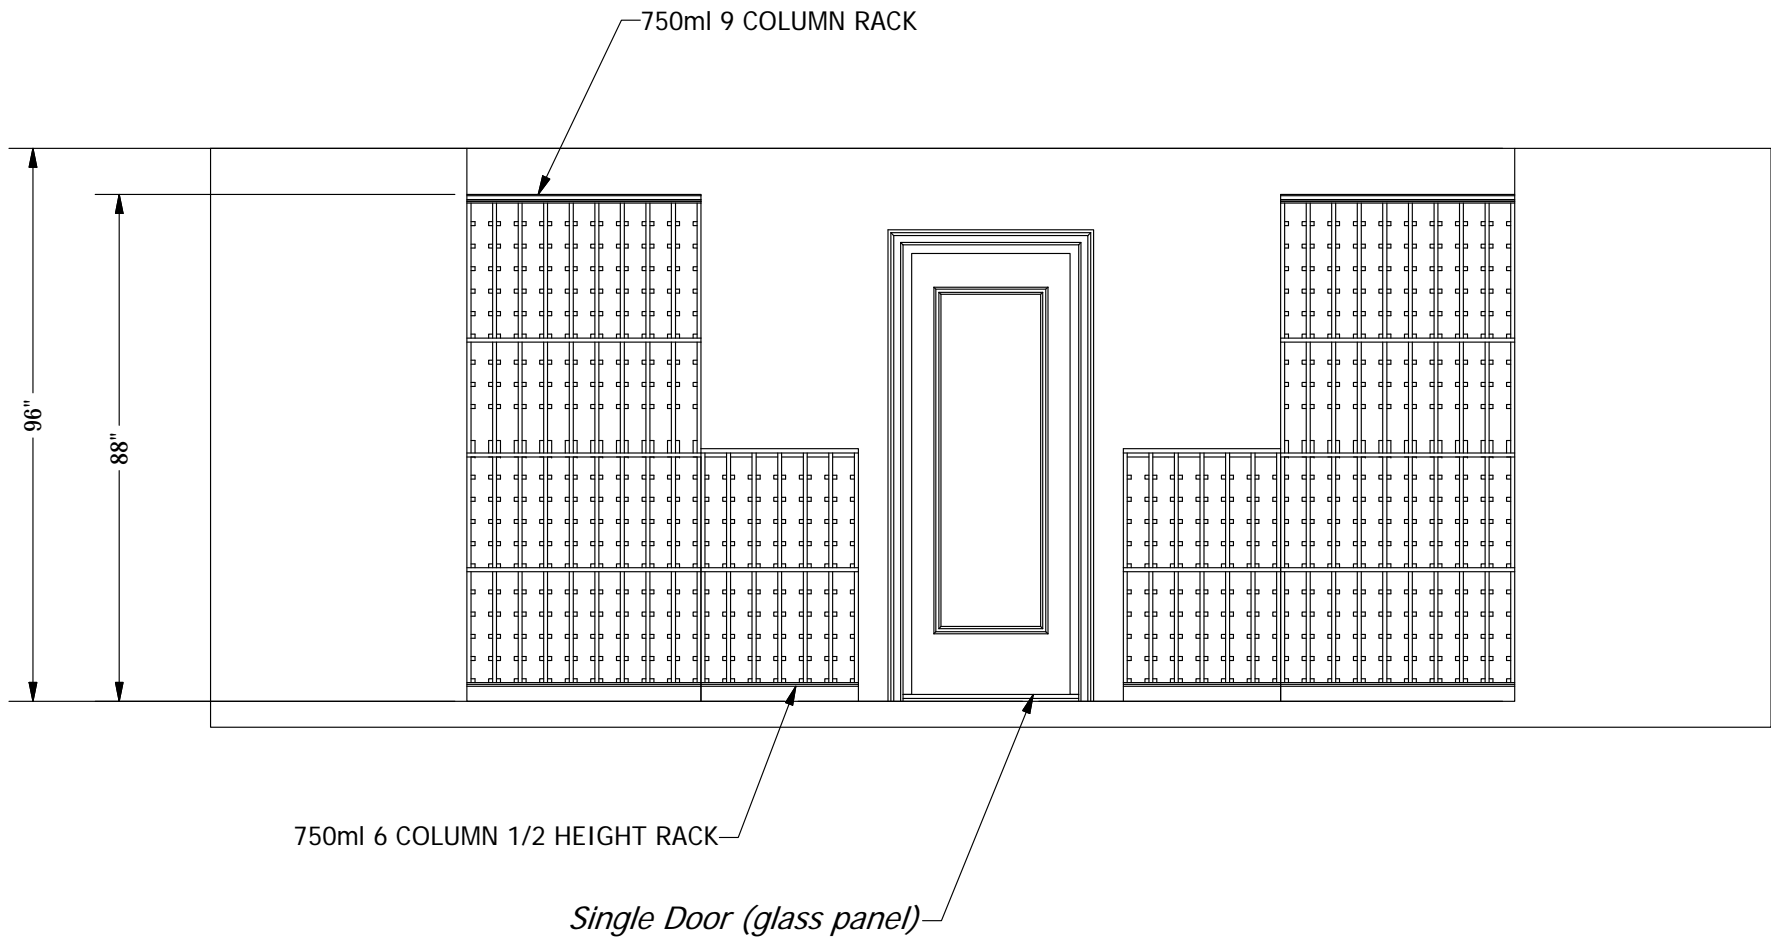 750ml 9 COLUMN RACK
96"
88"
750ml 6 COLUMN 1/2 HEIGHT RACK
Single Door (glass panel)